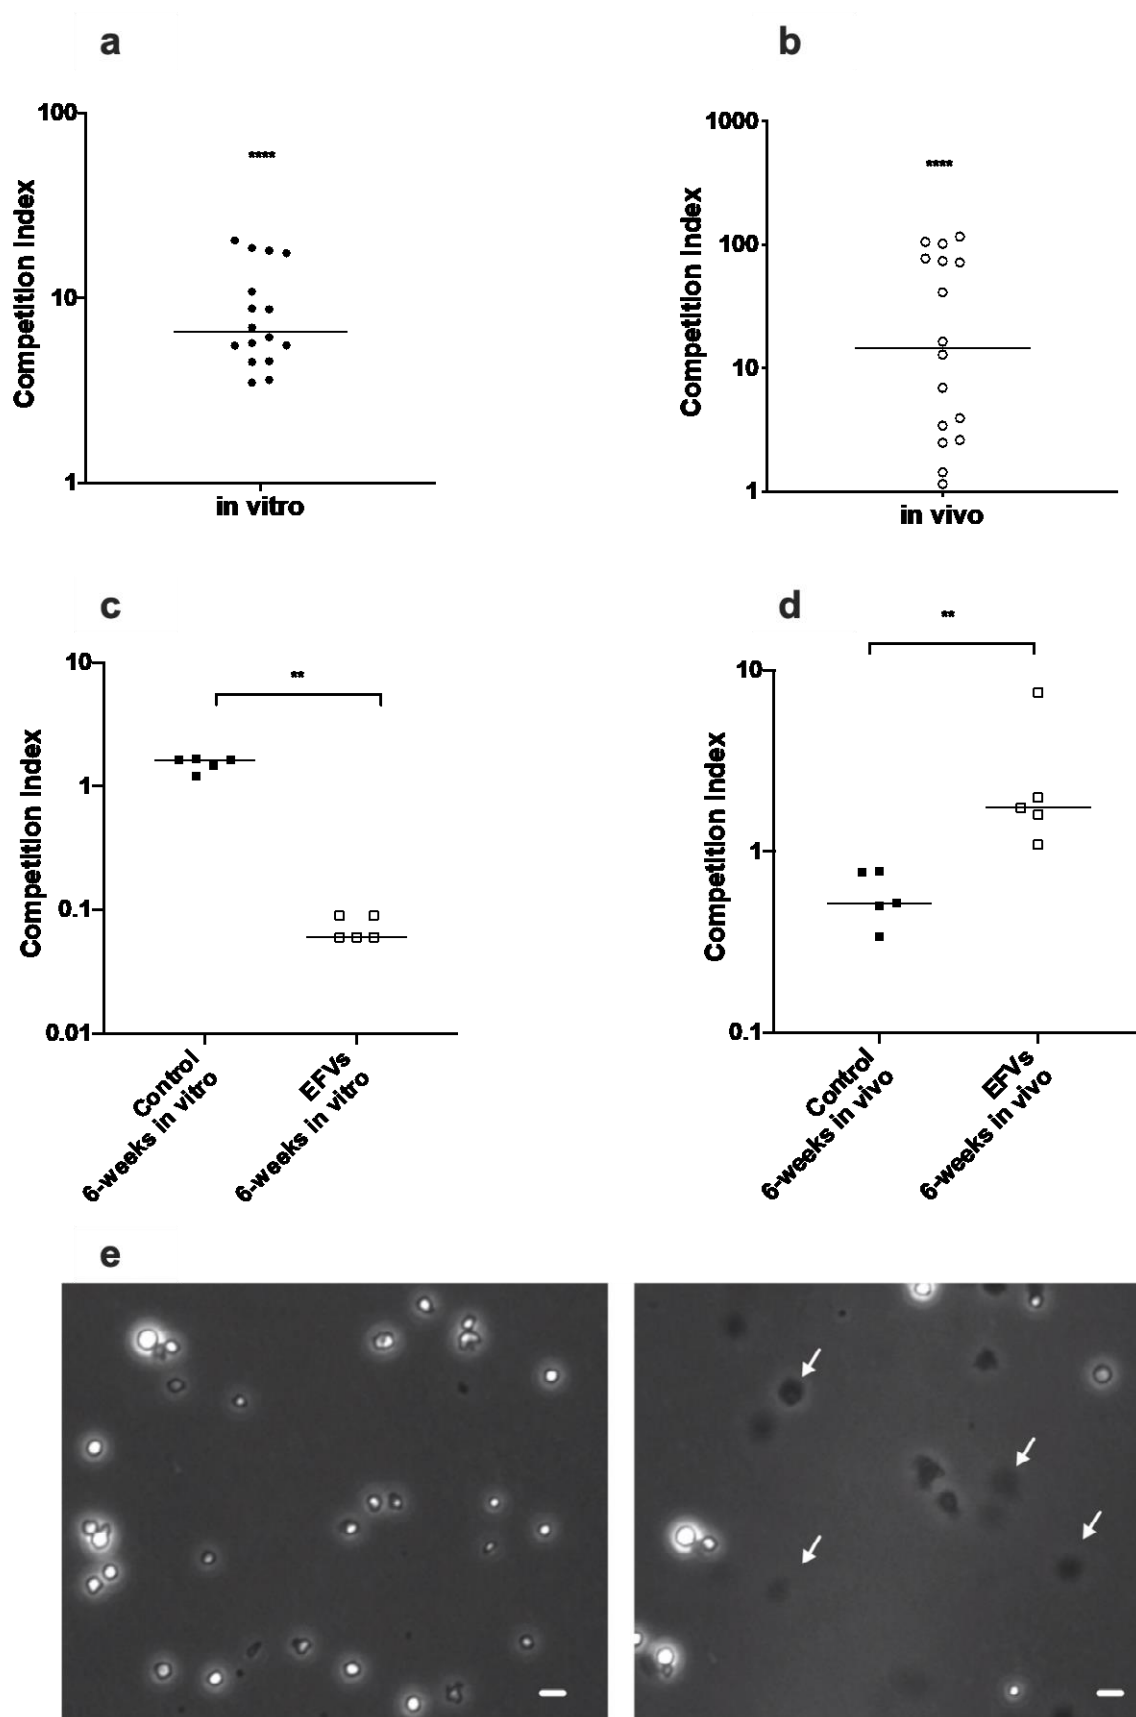 a
b
100
10
1
Competition Index
****
in vitro
1000
100
10
1
Competition Index
****
in vivo
c
d
10
1
0.1
0.01
Competition Index
**
Control
6-weeks in vitro
EFVs
6-weeks in vitro
10
1
0.1
Competition Index
**
Control
6-weeks in vivo
EFVs
6-weeks in vivo
e